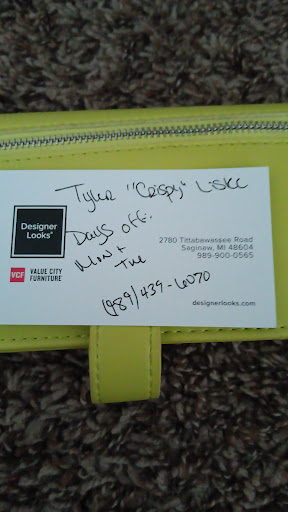 Tyler "Crispy" Liske
Designer
Looks®
Days off:
Mon +
Tue
2780 Tittabawassee Road
Saginaw, MI 48604
989-900-0565
VCF VALUE CITY
FURNITURE®
(989)439-6070
designerlooks.com